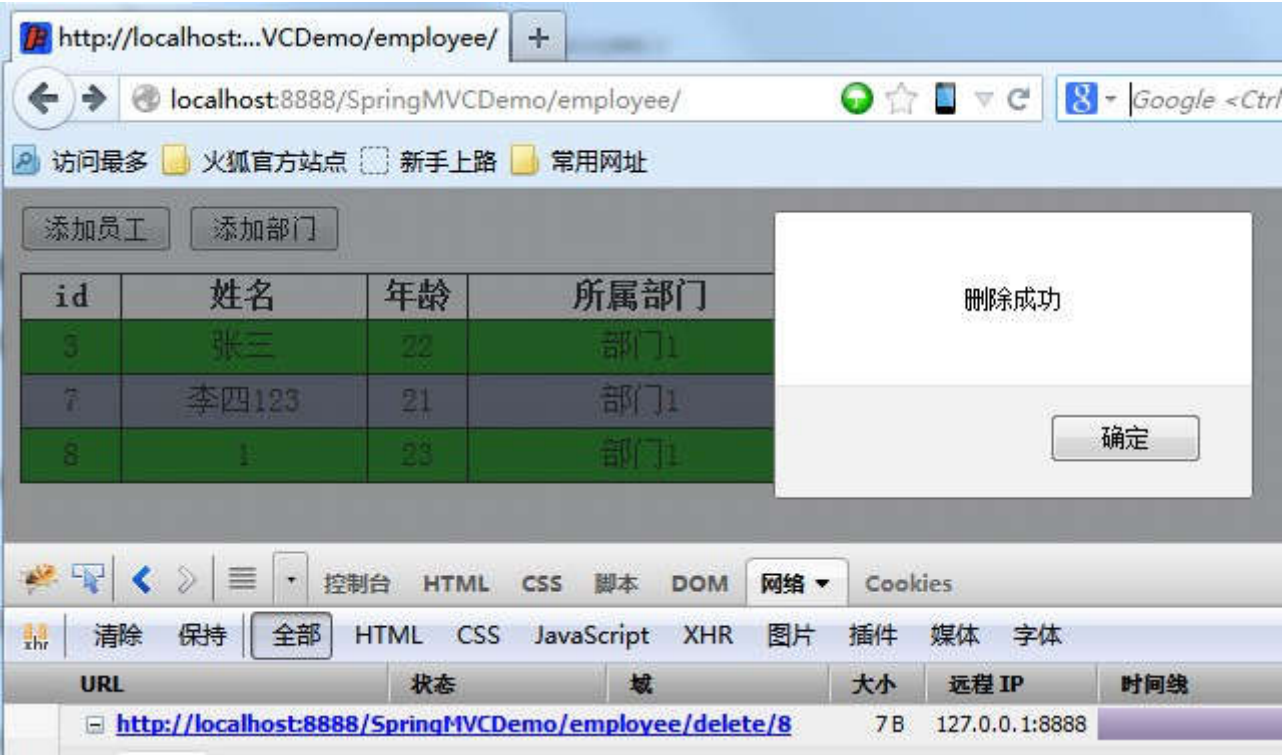 http://localhost:...VCDemo/employee/
localhost:8888/SpringMVCDemo/employee/
Google <Ctrl
访问最多 火狐官方站点 新手上路 常用网址
添加员工 添加部门
id 姓名 年龄 所属部门
3 张三 22 部门1
7 李四123 21 部门1
8 1 23 部门1
删除成功
确定
控制台 HTML CSS 脚本 DOM 网络 Cookies
xhr 清除 保持 全部 HTML CSS JavaScript XHR 图片 插件 媒体 字体
URL 状态 域 大小 远程 IP 时间线
http://localhost:8888/SpringMVCDemo/employee/delete/8 7 B 127.0.0.1:8888